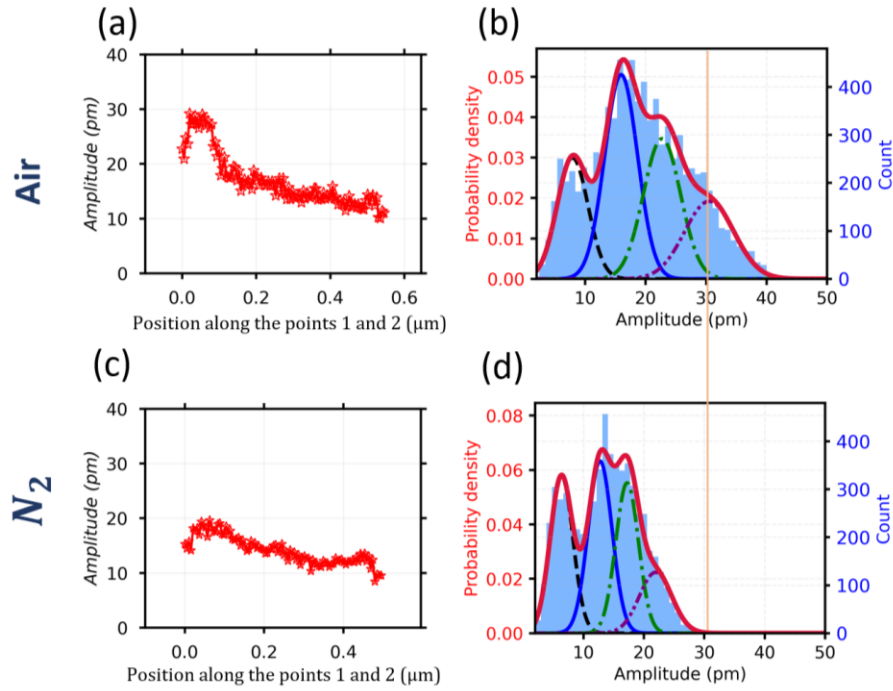 (a)
Air
Amplitude (pm)
40
30
20
10
0
0.0 0.2 0.4 0.6
Position along the points 1 and 2 (μm)
(b)
Probability density
0.05
0.04
0.03
0.02
0.01
0.00
400
300
200
100
0
Count
10 20 30 40 50
Amplitude (pm)
(c)
N2
Amplitude (pm)
40
30
20
10
0
0.0 0.2 0.4
Position along the points 1 and 2 (μm)
(d)
Probability density
0.08
0.06
0.04
0.02
0.00
400
300
200
100
0
Count
10 20 30 40 50
Amplitude (pm)